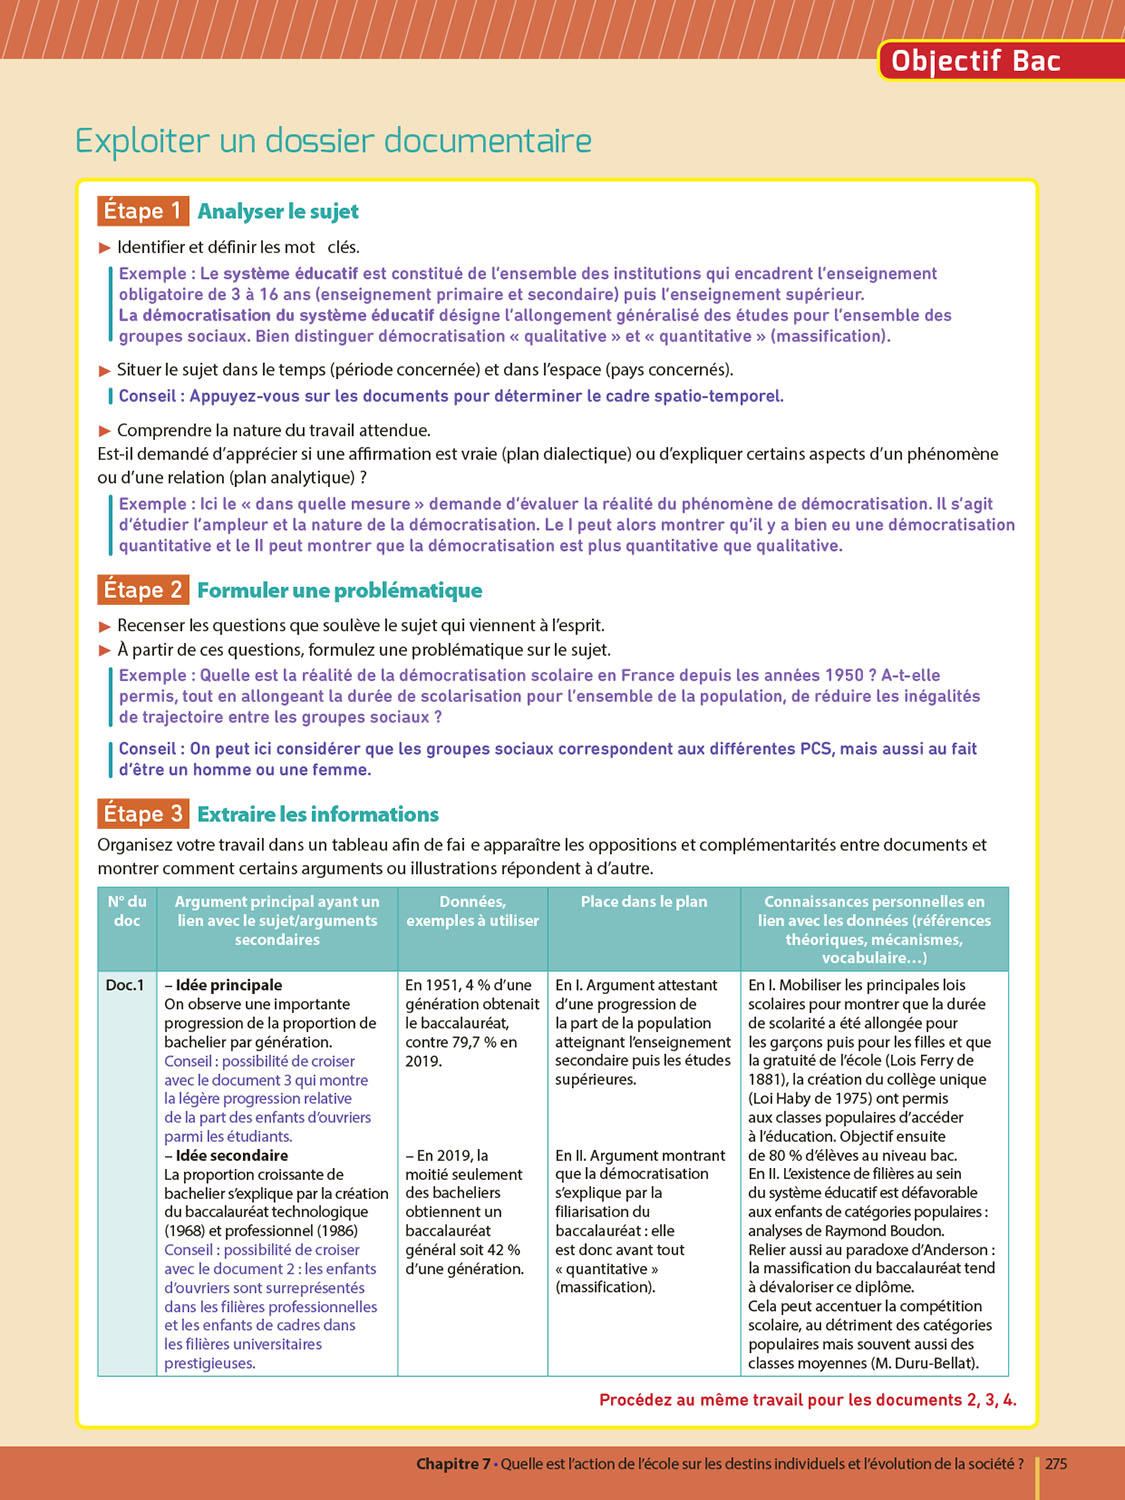 Objectif Bac
Exploiter un dossier documentaire
Étape 1 Analyser le sujet
► Identifier et définir les mot clés.
Exemple : Le système éducatif est constitué de l'ensemble des institutions qui encadrent l'enseignement
obligatoire de 3 à 16 ans (enseignement primaire et secondaire) puis l'enseignement supérieur.
La démocratisation du système éducatif désigne l'allongement généralisé des études pour l'ensemble des
groupes sociaux. Bien distinguer démocratisation « qualitative » et « quantitative » (massification).
► Situer le sujet dans le temps (période concernée) et dans l'espace (pays concernés).
Conseil : Appuyez-vous sur les documents pour déterminer le cadre spatio-temporel.
► Comprendre la nature du travail attendue.
Est-il demandé d'apprécier si une affirmation est vraie (plan dialectique) ou d'expliquer certains aspects d'un phénomène
ou d'une relation (plan analytique) ?
Exemple : Ici le « dans quelle mesure » demande d'évaluer la réalité du phénomène de démocratisation. Il s'agit
d'étudier l'ampleur et la nature de la démocratisation. Le I peut alors montrer qu'il y a bien eu une démocratisation
quantitative et le II peut montrer que la démocratisation est plus quantitative que qualitative.
Étape 2 Formuler une problématique
► Recenser les questions que soulève le sujet qui viennent à l'esprit.
► À partir de ces questions, formulez une problématique sur le sujet.
Exemple : Quelle est la réalité de la démocratisation scolaire en France depuis les années 1950 ? A-t-elle
permis, tout en allongeant la durée de scolarisation pour l'ensemble de la population, de réduire les inégalités
de trajectoire entre les groupes sociaux ?
Conseil : On peut ici considérer que les groupes sociaux correspondent aux différentes PCS, mais aussi au fait
d'être un homme ou une femme.
Étape 3 Extraire les informations
Organisez votre travail dans un tableau afin de fai e apparaître les oppositions et complémentarités entre documents et
montrer comment certains arguments ou illustrations répondent à d'autre.
N° du
doc
Argument principal ayant un
lien avec le sujet/arguments
secondaires
Données,
exemples à utiliser
Place dans le plan
Connaissances personnelles en
lien avec les données (références
théoriques, mécanismes,
vocabulaire…)
Doc.1
– Idée principale
On observe une importante
progression de la proportion de
bachelier par génération.
Conseil : possibilité de croiser
avec le document 3 qui montre
la légère progression relative
de la part des enfants d'ouvriers
parmi les étudiants.
– Idée secondaire
La proportion croissante de
bachelier s'explique par la création
du baccalauréat technologique
(1968) et professionnel (1986)
Conseil : possibilité de croiser
avec le document 2 : les enfants
d'ouvriers sont surreprésentés
dans les filières professionnelles
et les enfants de cadres dans
les filières universitaires
prestigieuses.
En 1951, 4 % d'une
génération obtenait
le baccalauréat,
contre 79,7 % en
2019.
– En 2019, la
moitié seulement
des bacheliers
obtiennent un
baccalauréat
général soit 42 %
d'une génération.
En I. Argument attestant
d'une progression de
la part de la population
atteignant l'enseignement
secondaire puis les études
supérieures.
En II. Argument montrant
que la démocratisation
s'explique par la
filiarisation du
baccalauréat : elle
est donc avant tout
« quantitative »
(massification).
En I. Mobiliser les principales lois
scolaires pour montrer que la durée
de scolarité a été allongée pour
les garçons puis pour les filles et que
la gratuité de l'école (Lois Ferry de
1881), la création du collège unique
(Loi Haby de 1975) ont permis
aux classes populaires d'accéder
à l'éducation. Objectif ensuite
de 80 % d'élèves au niveau bac.
En II. L'existence de filières au sein
du système éducatif est défavorable
aux enfants de catégories populaires :
analyses de Raymond Boudon.
Relier aussi au paradoxe d'Anderson :
la massification du baccalauréat tend
à dévaloriser ce diplôme.
Cela peut accentuer la compétition
scolaire, au détriment des catégories
populaires mais souvent aussi des
classes moyennes (M. Duru-Bellat).
Procédez au même travail pour les documents 2, 3, 4.
Chapitre 7 • Quelle est l'action de l'école sur les destins individuels et l'évolution de la société ? 275